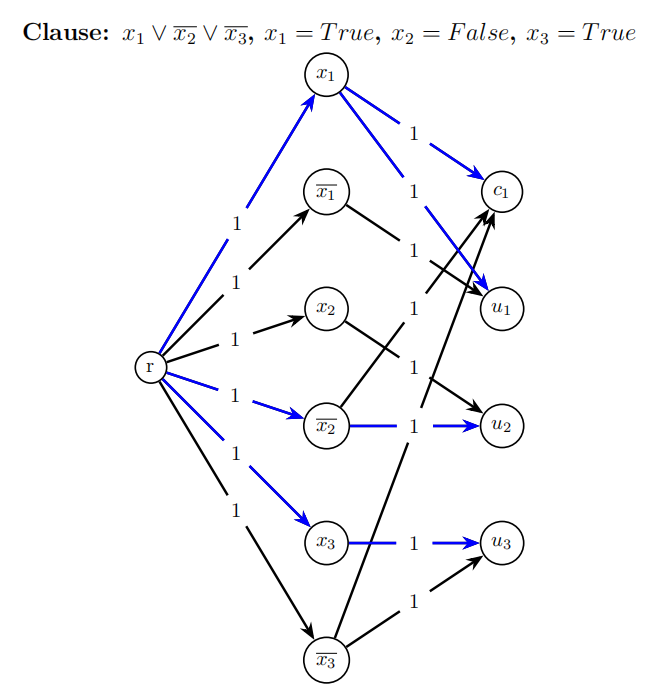 Clause: x₁ ∨ x̅₂ ∨ x̅₃, x₁ = True, x₂ = False, x₃ = True
x₁
1
c₁
1
x̅₁
1
1
1
x₂
1
u₁
1
r
1
1
x̅₂
1
u₂
1
x₃
1
u₃
1
1
x̅₃